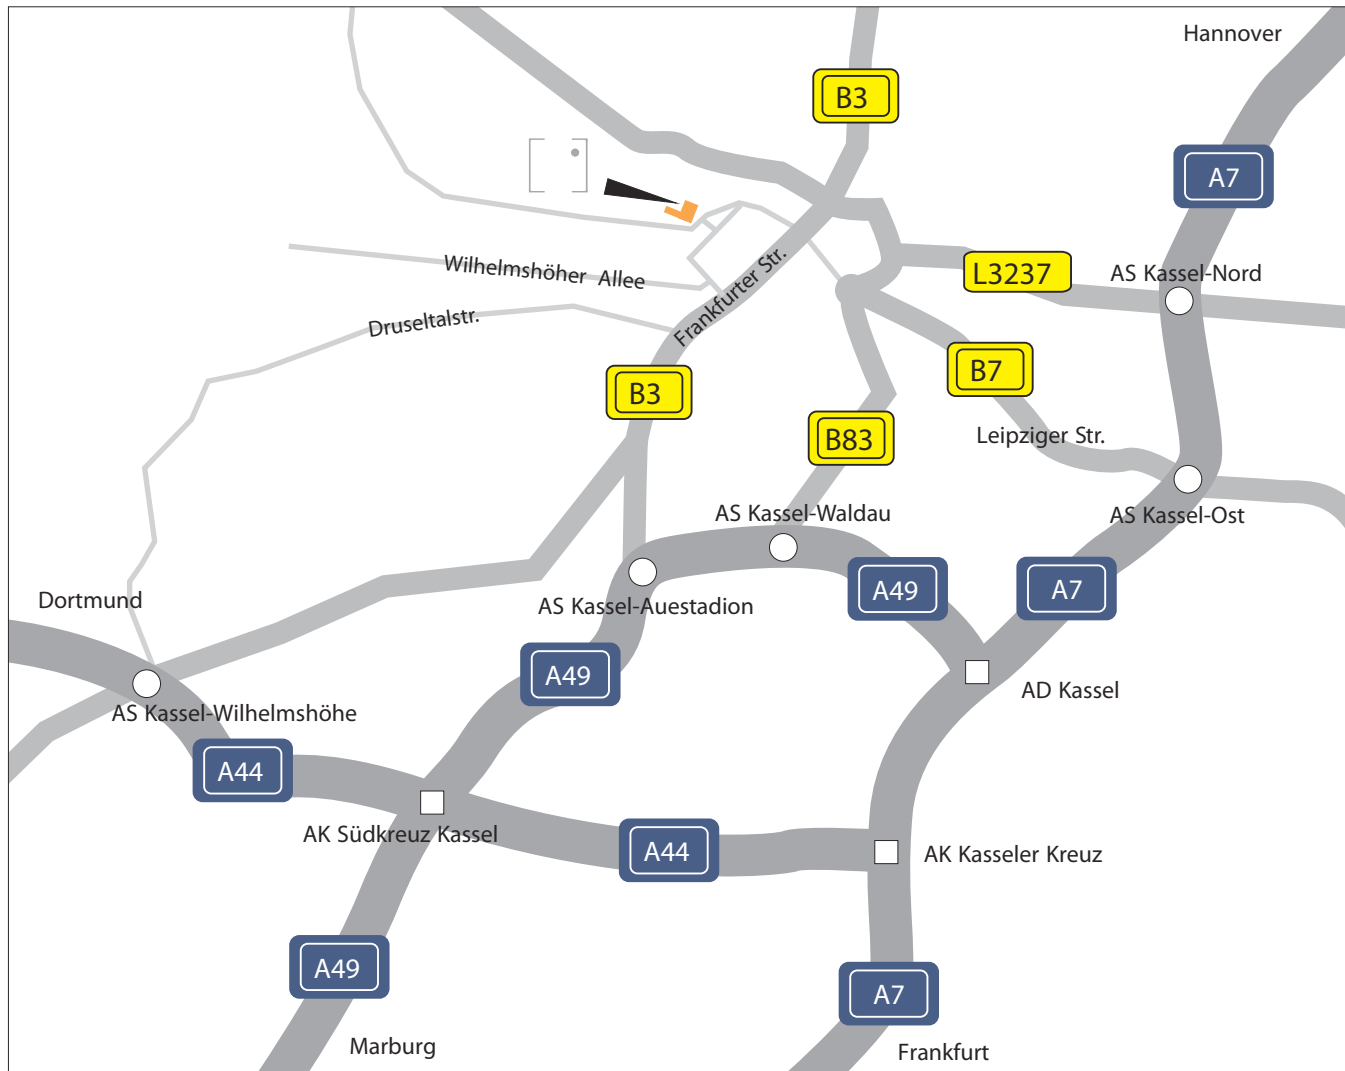 Hannover
B3
A7
Wilhelmshöher Allee
L3237
AS Kassel-Nord
Frankfurter Str.
Druseltalstr.
B3
B7
B83
Leipziger Str.
AS Kassel-Waldau
AS Kassel-Ost
Dortmund
AS Kassel-Auestadion
A49
A7
A49
AD Kassel
AS Kassel-Wilhelmshöhe
A44
AK Südkreuz Kassel
A44
AK Kasseler Kreuz
A49
A7
Marburg
Frankfurt